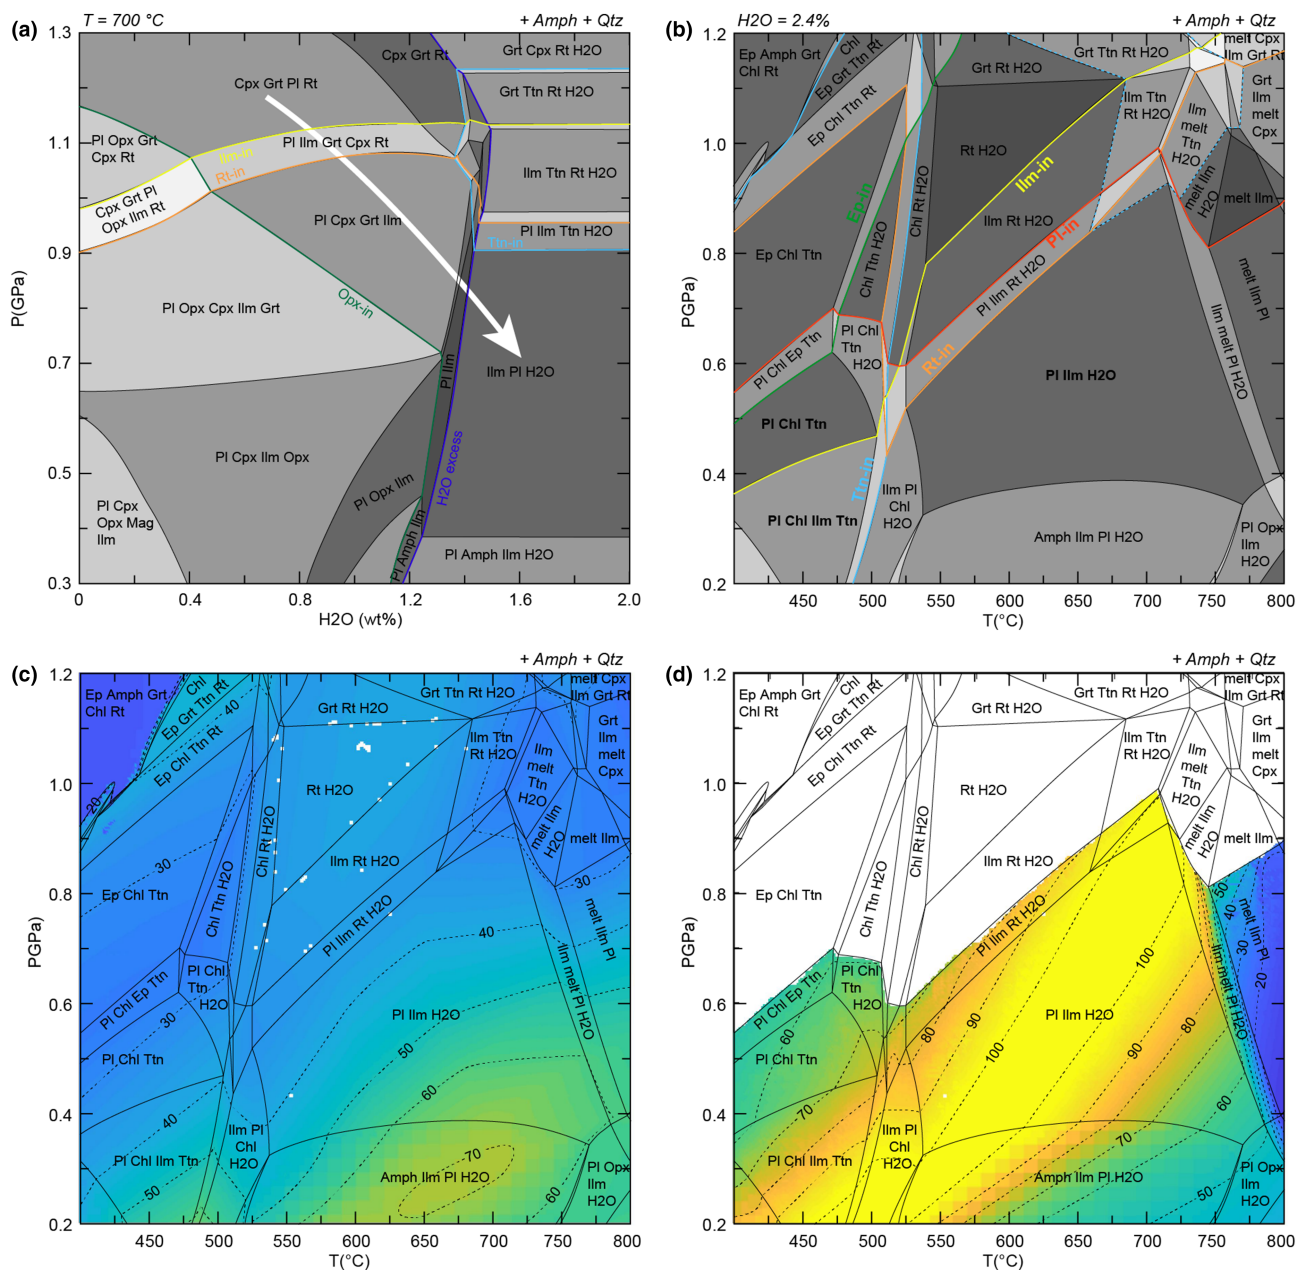 (a)
T = 700 °C
+ Amph + Qtz
1.3
1.1
0.9
0.7
0.5
0.3
P(GPa)
0
0.4
0.8
1.2
1.6
2.0
H2O (wt%)
Cpx Grt Rt
Grt Cpx Rt H2O
Cpx Grt Pl Rt
Grt Ttn Rt H2O
Pl Opx Grt
Cpx Rt
Ilm-in
Pl Ilm Grt Cpx Rt
Rt-in
Ilm Ttn Rt H2O
Cpx Grt Pl
Opx Ilm Rt
Pl Cpx Grt Ilm
Pl Ilm Ttn H2O
Ttn-in
Pl Opx Cpx Ilm Grt
Opx-in
Pl Ilm
Ilm Pl H2O
Pl Cpx Ilm Opx
H2O excess
Pl Opx Ilm
Pl Cpx
Opx Mag
Ilm
Pl Amph Ilm
Pl Amph Ilm H2O
(b)
H2O = 2.4%
+ Amph + Qtz
1.2
1.0
0.8
0.6
0.4
0.2
PGPa)
450
500
550
600
650
700
750
800
T(°C)
Ep Amph Grt
Chl Rt
Chl
Ep Grt Ttn Rt
Ep Chl Ttn Rt
Grt Rt H2O
Grt Ttn Rt H2O
melt Cpx
Ilm Grt Rt
Grt
Ilm
melt
Cpx
Ilm Ttn
Rt H2O
Ilm
melt
Ttn
H2O
Rt H2O
Ilm-in
Chl Rt H2O
Ep-in
Ilm Rt H2O
melt Ilm
H2O
melt Ilm
Pl-in
Ep Chl Ttn
Chl Ttn H2O
Pl Ilm Rt H2O
melt Ilm Pl
Pl Chl Ep Ttn
Pl Chl
Ttn
H2O
Rt-in
Ilm melt Pl H2O
Pl Ilm H2O
Pl Chl Ttn
Ttn-in
Ilm Pl
Chl
H2O
Pl Chl Ilm Ttn
Amph Ilm Pl H2O
Pl Opx
Ilm
H2O
(c)
+ Amph + Qtz
1.2
1.0
0.8
0.6
0.4
0.2
PGPa)
450
500
550
600
650
700
750
800
T(°C)
Ep Amph Grt
Chl Rt
Chl
Ep Grt Ttn Rt
40
Ep Chl Ttn Rt
Grt Rt H2O
Grt Ttn Rt H2O
melt Cpx
Ilm Grt Rt
Grt
Ilm
melt
Cpx
Ilm Ttn
Rt H2O
Ilm
melt
Ttn
H2O
20
Rt H2O
Chl Rt H2O
30
Ilm Rt H2O
melt Ilm
H2O
melt Ilm
30
Ep Chl Ttn
Chl Ttn H2O
Pl Ilm Rt H2O
40
melt Ilm Pl
Pl Chl Ep Ttn
Pl Chl
Ttn
H2O
30
Ilm melt Pl H2O
Pl Ilm H2O
50
Pl Chl Ttn
60
40
Ilm Pl
Chl
H2O
Pl Chl Ilm Ttn
50
70
Amph Ilm Pl H2O
60
Pl Opx
Ilm
H2O
(d)
+ Amph + Qtz
1.2
1.0
0.8
0.6
0.4
0.2
PGPa)
450
500
550
600
650
700
750
800
T(°C)
Ep Amph Grt
Chl Rt
Chl
Ep Grt Ttn Rt
Ep Chl Ttn Rt
Grt Rt H2O
Grt Ttn Rt H2O
melt Cpx
Ilm Grt Rt
Grt
Ilm
melt
Cpx
Ilm Ttn
Rt H2O
Ilm
melt
Ttn
H2O
Rt H2O
Chl Rt H2O
Ilm Rt H2O
melt Ilm
H2O
melt Ilm
Ep Chl Ttn
Chl Ttn H2O
50
40
30
20
melt Ilm Pl
Pl Ilm Rt H2O
100
Pl Chl Ep Ttn
Pl Chl
Ttn
H2O
60
80
90
100
Pl Ilm H2O
90
80
Ilm melt Pl H2O
Pl Chl Ttn
70
60
Ilm Pl
Chl
H2O
Pl Chl Ilm Ttn
70
Amph Ilm Pl H2O
50
Pl Opx
Ilm
H2O